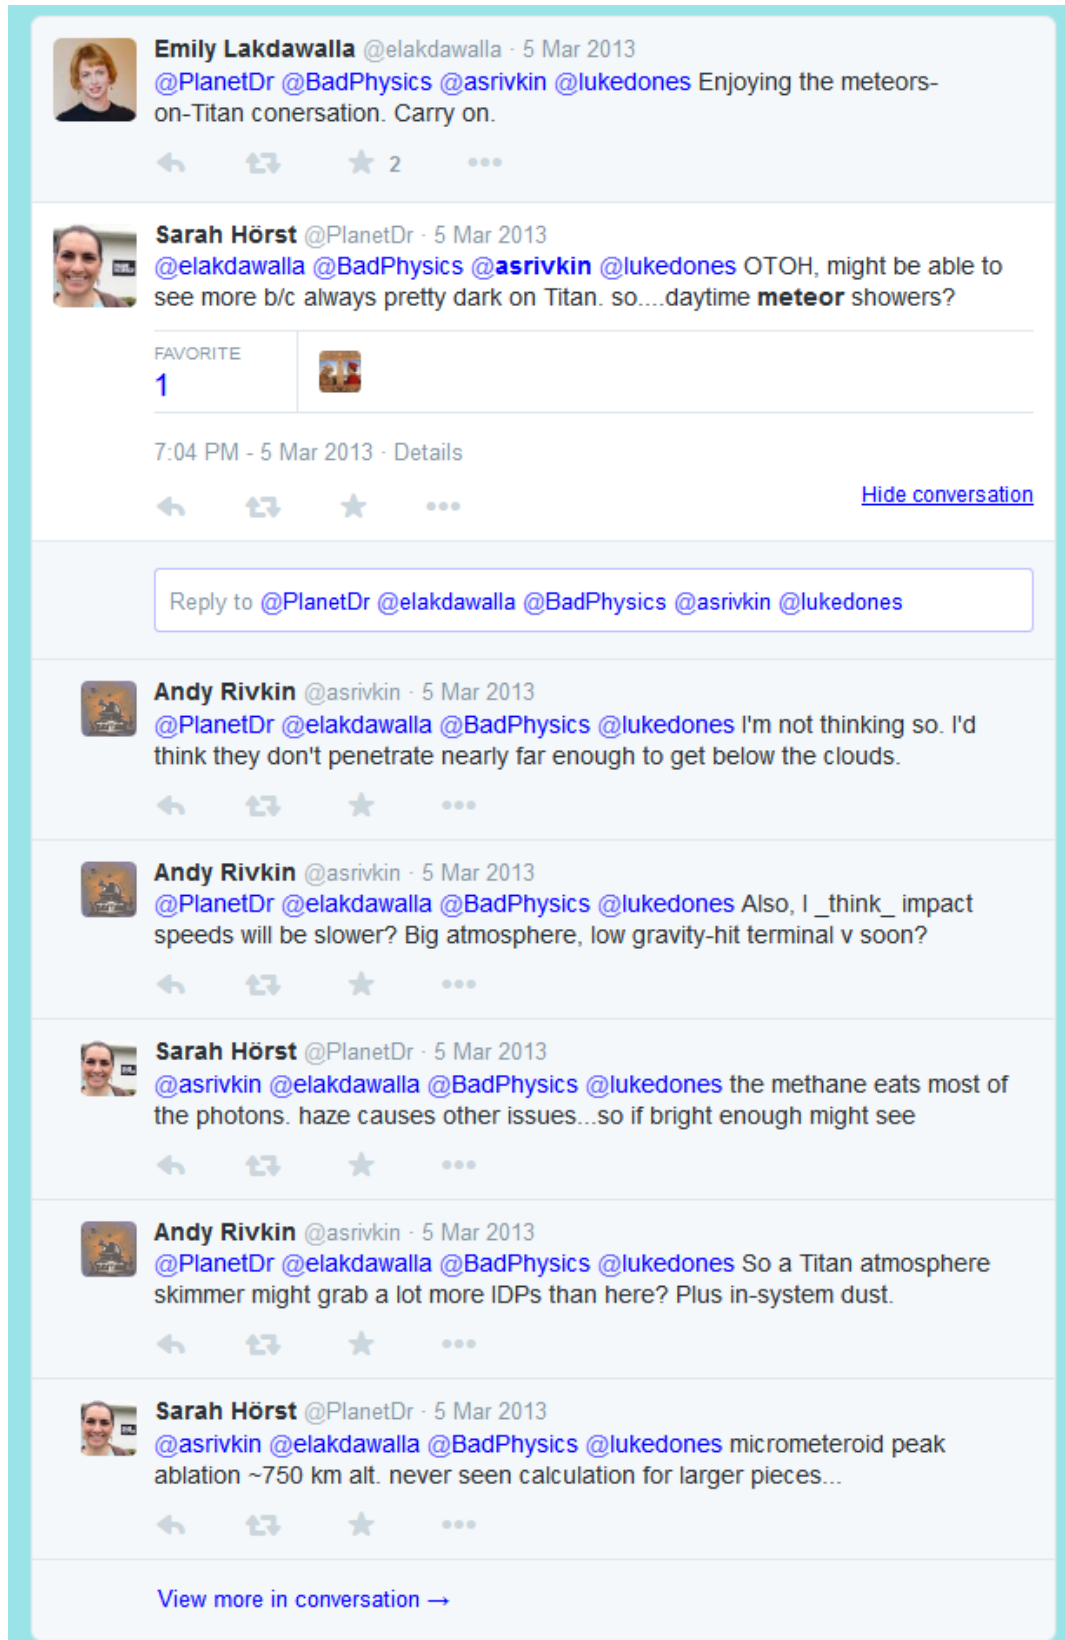 Emily Lakdawalla @elakdawalla · 5 Mar 2013
@PlanetDr @BadPhysics @asrivkin @lukedones Enjoying the meteors-
on-Titan conersation. Carry on.
2
Sarah Hörst @PlanetDr · 5 Mar 2013
@elakdawalla @BadPhysics @asrivkin @lukedones OTOH, might be able to
see more b/c always pretty dark on Titan. so....daytime meteor showers?
FAVORITE
1
7:04 PM - 5 Mar 2013 · Details
Hide conversation
Reply to @PlanetDr @elakdawalla @BadPhysics @asrivkin @lukedones
Andy Rivkin @asrivkin · 5 Mar 2013
@PlanetDr @elakdawalla @BadPhysics @lukedones I'm not thinking so. I'd
think they don't penetrate nearly far enough to get below the clouds.
Andy Rivkin @asrivkin · 5 Mar 2013
@PlanetDr @elakdawalla @BadPhysics @lukedones Also, I _think_ impact
speeds will be slower? Big atmosphere, low gravity-hit terminal v soon?
Sarah Hörst @PlanetDr · 5 Mar 2013
@asrivkin @elakdawalla @BadPhysics @lukedones the methane eats most of
the photons. haze causes other issues...so if bright enough might see
Andy Rivkin @asrivkin · 5 Mar 2013
@PlanetDr @elakdawalla @BadPhysics @lukedones So a Titan atmosphere
skimmer might grab a lot more IDPs than here? Plus in-system dust.
Sarah Hörst @PlanetDr · 5 Mar 2013
@asrivkin @elakdawalla @BadPhysics @lukedones micrometeroid peak
ablation ~750 km alt. never seen calculation for larger pieces...
View more in conversation →